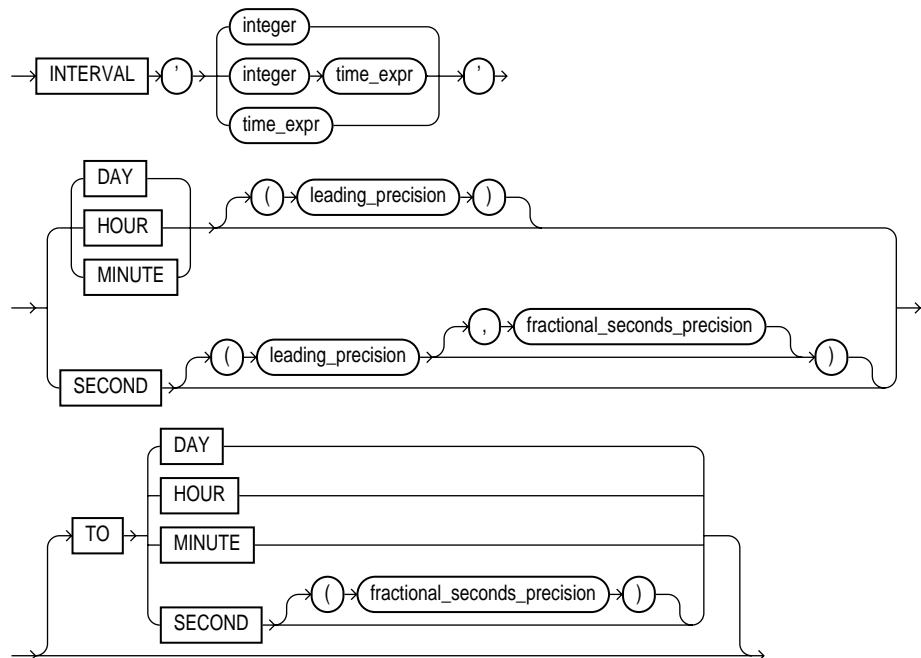 integer
INTERVAL ' integer time_expr '
time_expr
DAY
( leading_precision )
HOUR
MINUTE
, fractional_seconds_precision
( leading_precision )
SECOND
DAY
HOUR
TO
MINUTE
( fractional_seconds_precision )
SECOND